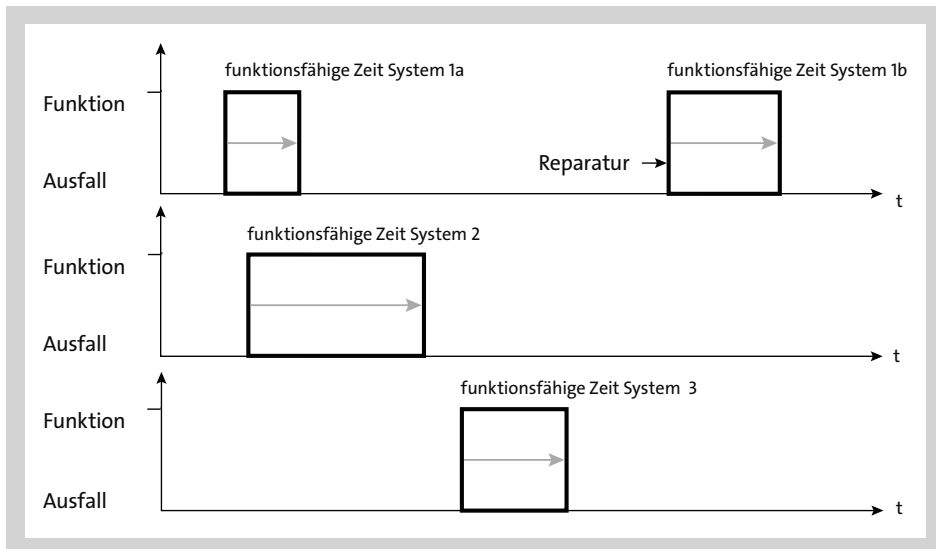 funktionsfähige Zeit System 1a
funktionsfähige Zeit System 1b
Funktion
Reparatur
Ausfall
t
funktionsfähige Zeit System 2
Funktion
Ausfall
t
funktionsfähige Zeit System 3
Funktion
Ausfall
t